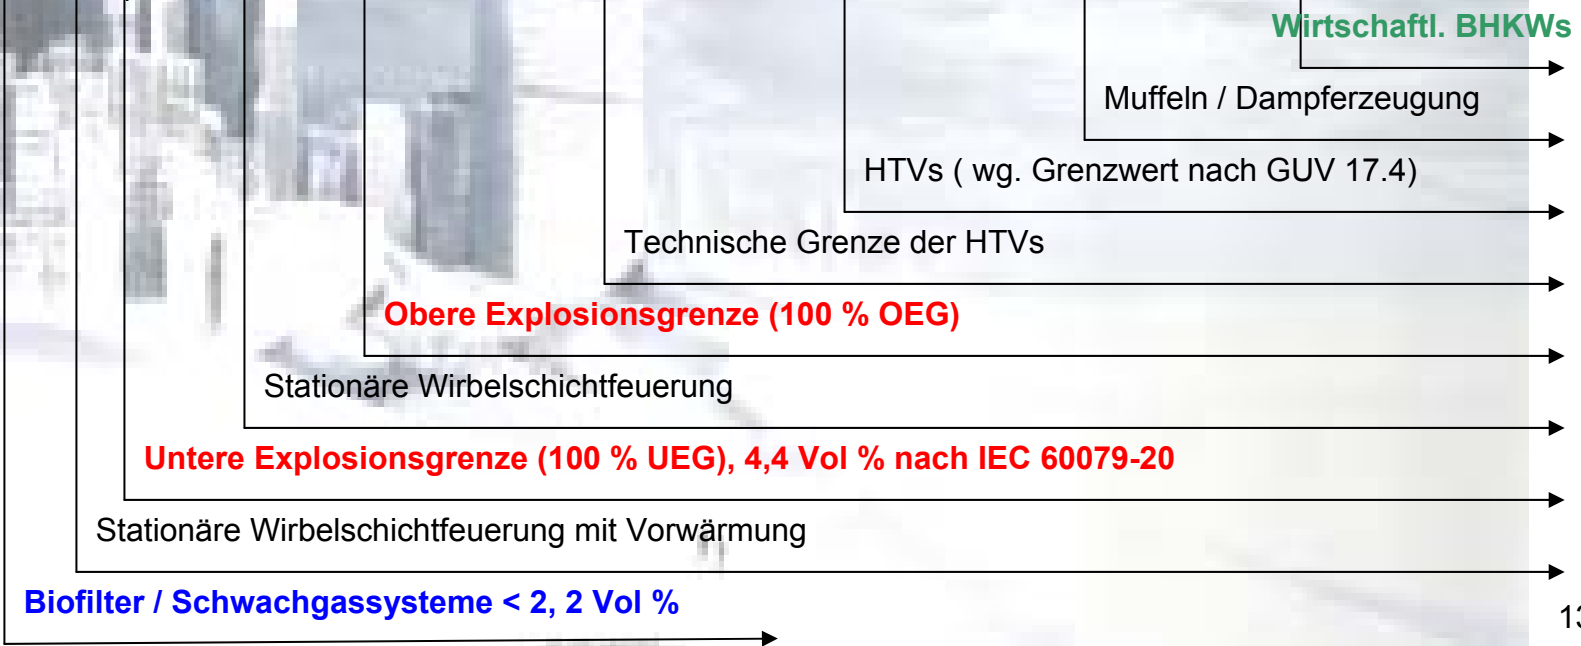 Wirtschaftl. BHKWs
Muffeln / Dampferzeugung
HTVs ( wg. Grenzwert nach GUV 17.4)
Technische Grenze der HTVs
Obere Explosionsgrenze (100 % OEG)
Stationäre Wirbelschichtfeuerung
Untere Explosionsgrenze (100 % UEG), 4,4 Vol % nach IEC 60079-20
Stationäre Wirbelschichtfeuerung mit Vorwärmung
Biofilter / Schwachgassysteme < 2, 2 Vol %